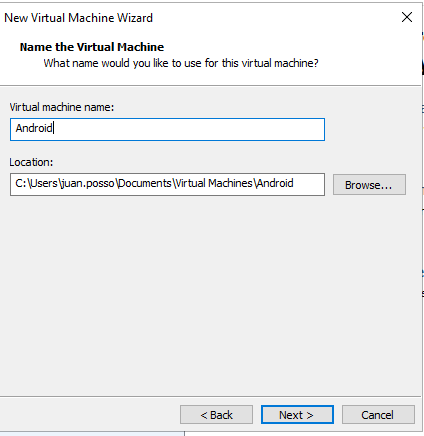 New Virtual Machine Wizard
Name the Virtual Machine
What name would you like to use for this virtual machine?
Virtual machine name:
Android
Location:
C:\Users\juan.posso\Documents\Virtual Machines\Android
Browse...
< Back
Next >
Cancel